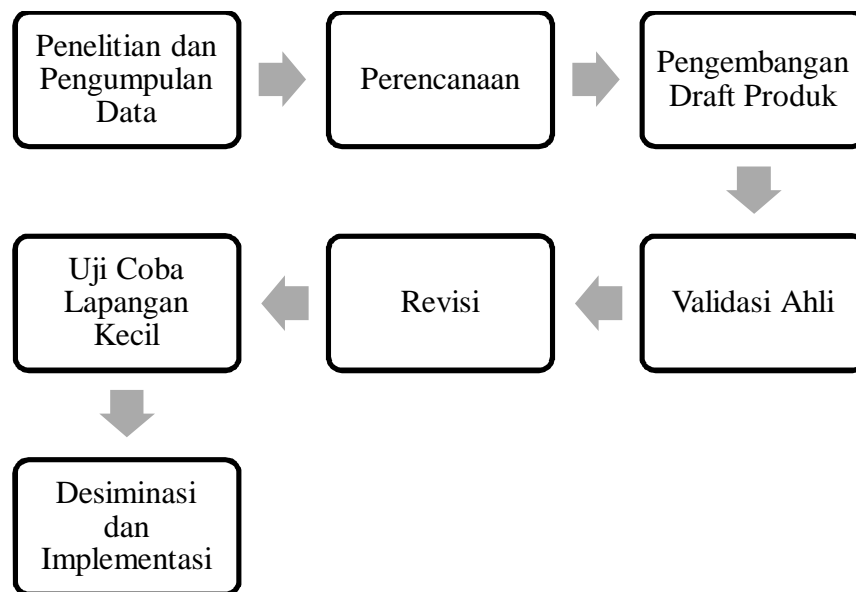 Penelitian dan
Pengumpulan
Data
Perencanaan
Pengembangan
Draft Produk
Validasi Ahli
Revisi
Uji Coba
Lapangan
Kecil
Desiminasi
dan
Implementasi